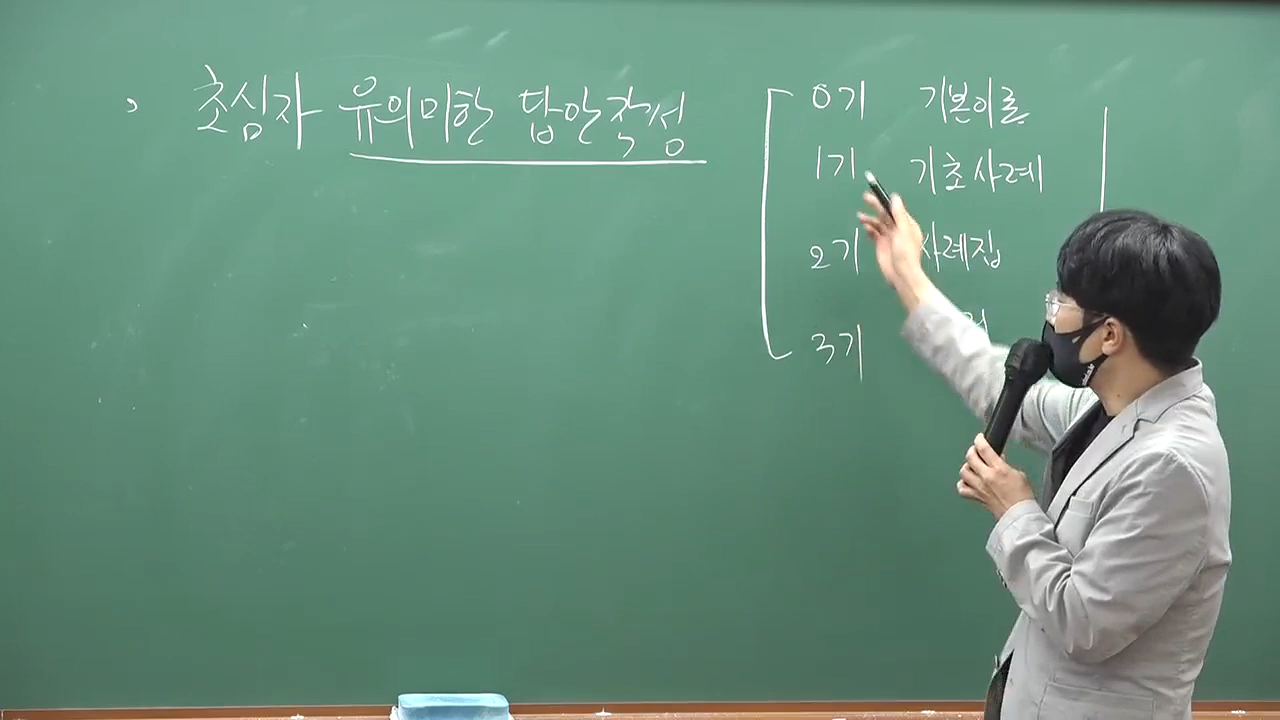 초심자 유의미한 답안작성
0기 기본이론
1기 기초사례
2기 사례집
3기